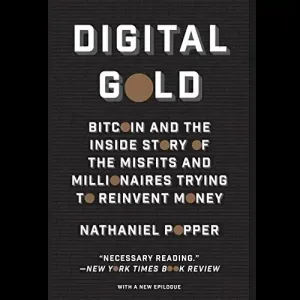 DIGITAL
GOLD
BITCOIN AND THE
INSIDE STORY OF
THE MISFITS AND
MILLIONAIRES TRYING
TO REINVENT MONEY
NATHANIEL POPPER
“NECESSARY READING.”
—NEW YORK TIMES BOOK REVIEW
WITH A NEW EPILOGUE